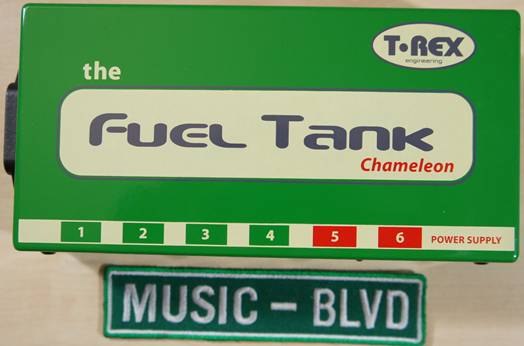 T-REX
engineering
the
Fuel Tank
Chameleon
1 2 3 4 5 6 POWER SUPPLY
MUSIC - BLVD